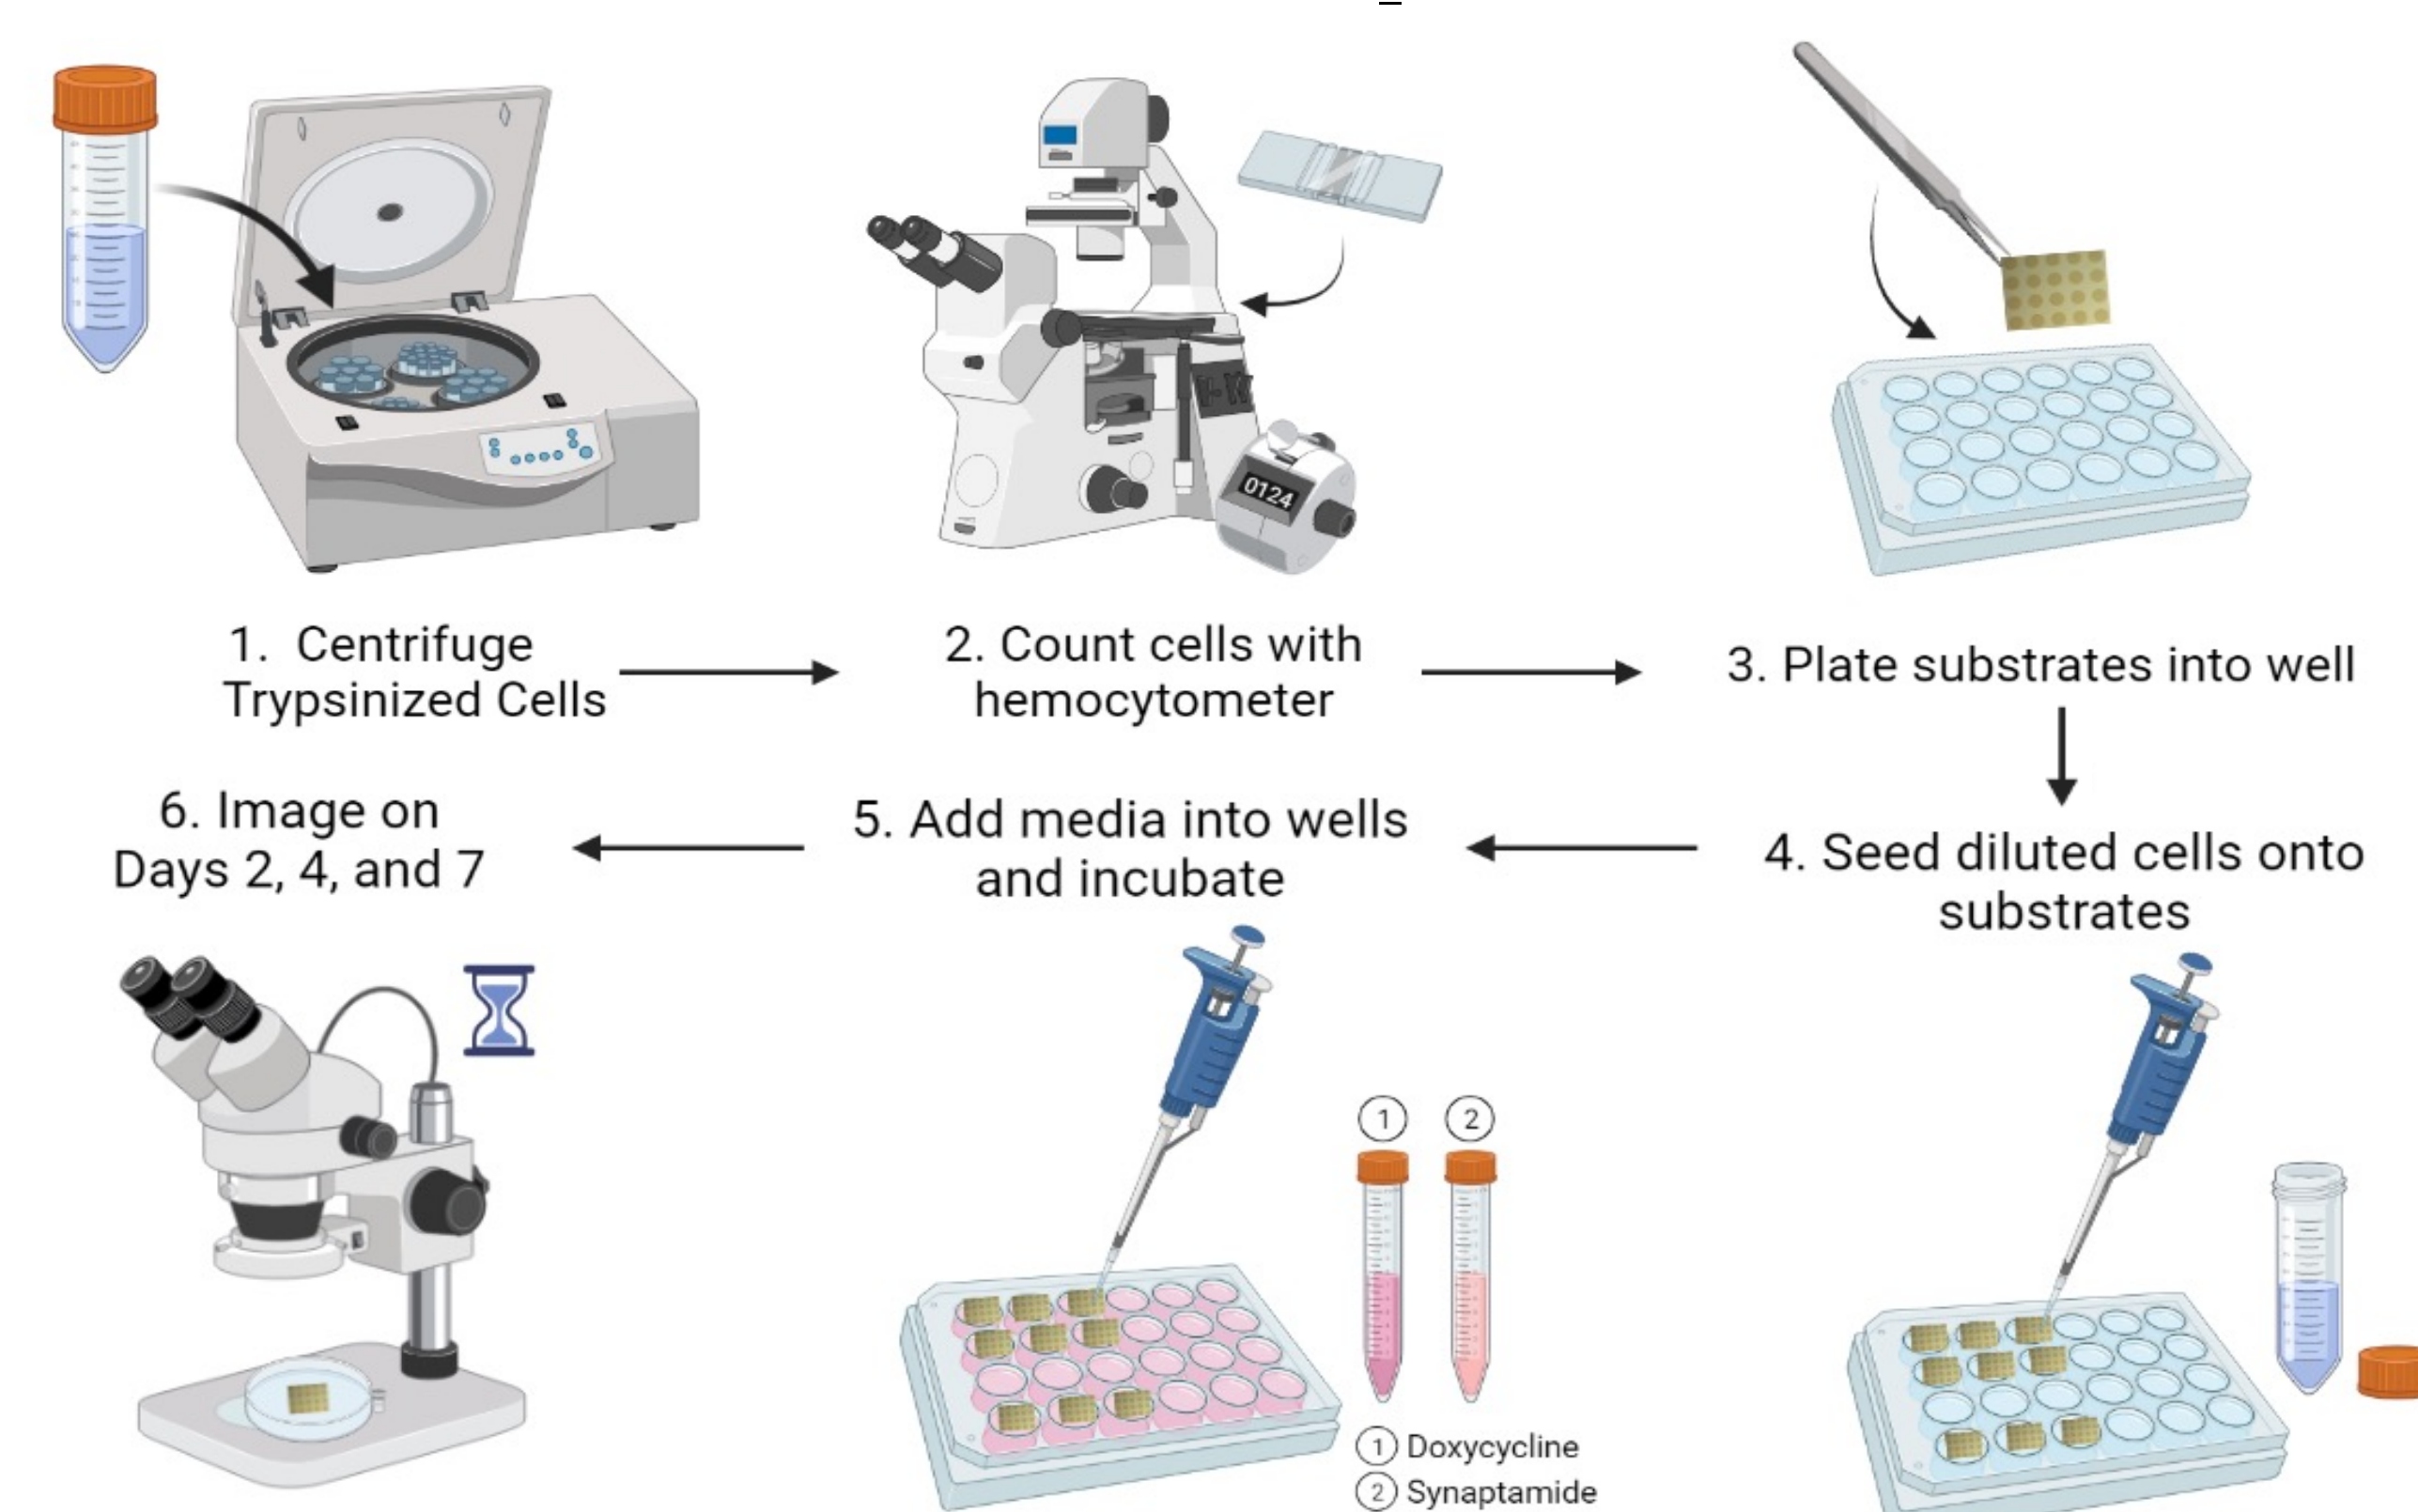 0124
1. Centrifuge
Trypsinized Cells
2. Count cells with
hemocytometer
3. Plate substrates into well
4. Seed diluted cells onto
substrates
5. Add media into wells
and incubate
6. Image on
Days 2, 4, and 7
1 2
1 Doxycycline
2 Synaptamide